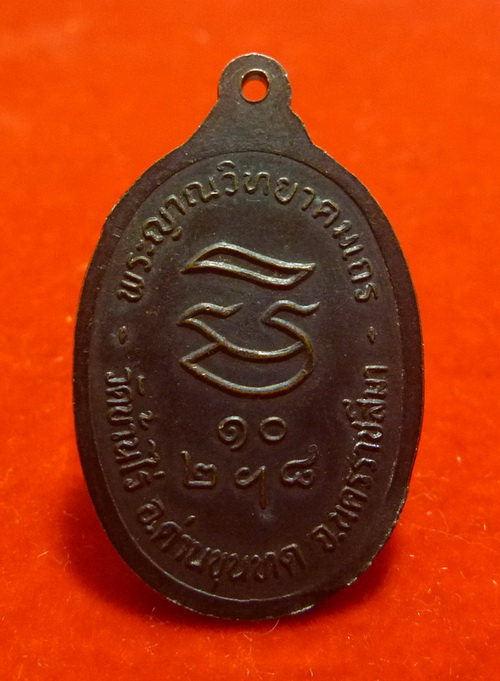 พระญาณวิทยาคมเถร
๑๐
๒ ๙ ๘
วัดบ้านไร่ อ.ด่านขุนทด จ.นครราชสีมา